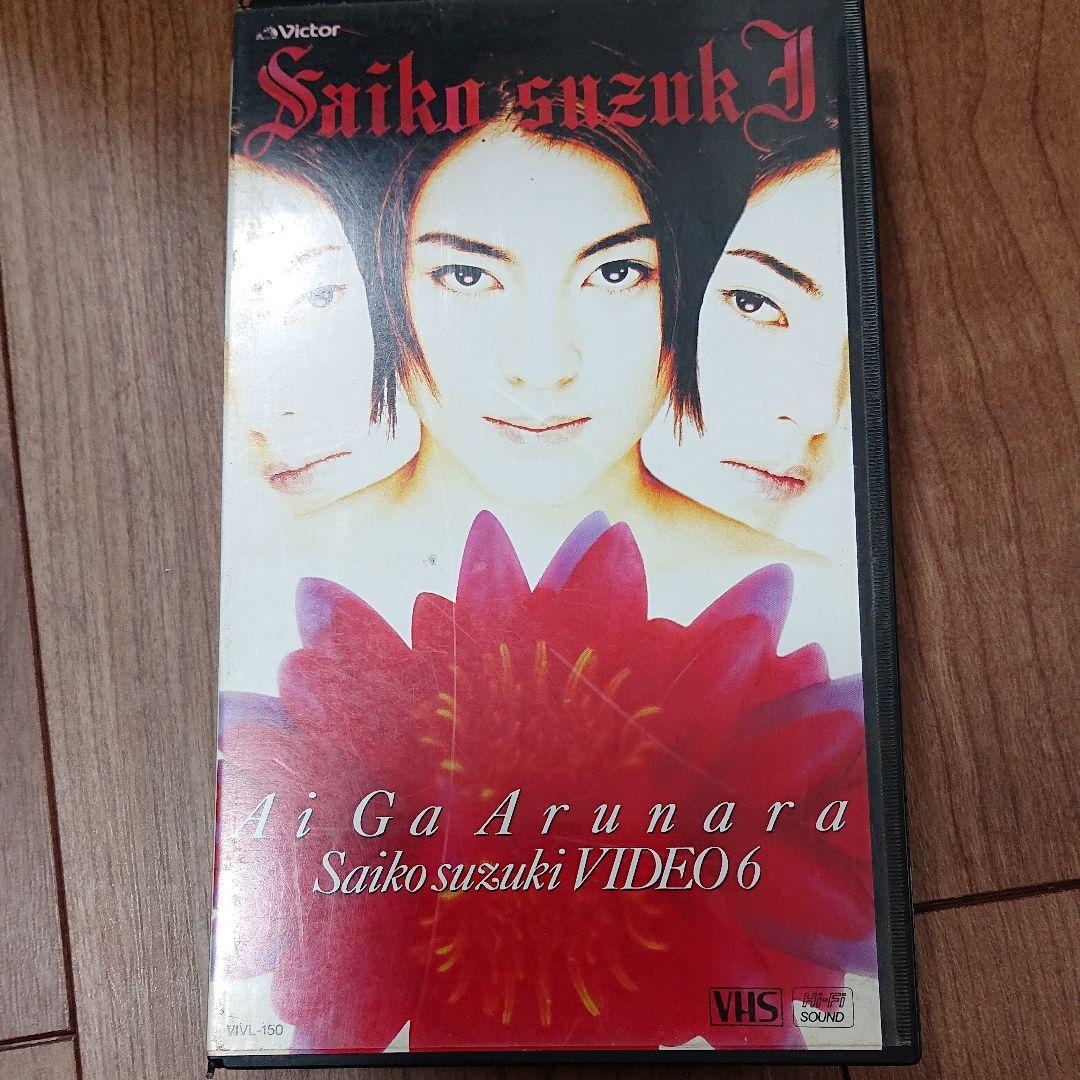 Victor
Saiko suzukI
Ai Ga Arunara
Saiko suzuki VIDEO 6
VHS
Hi-Fi
SOUND
VIVL-150